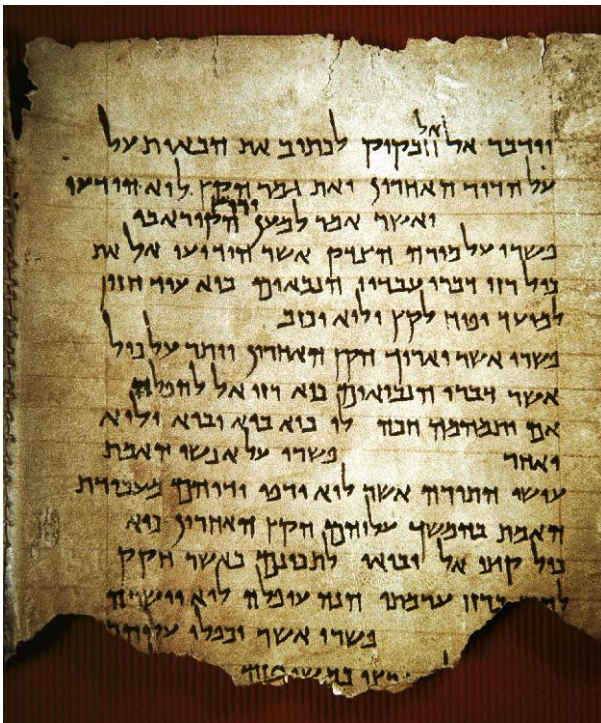 וידבר אל אל חבקוק לכתוב את הבאות על
על הדור האחרון ואת גמר הקץ לוא הודעו
ואשר אמר למען ירוץ הקורא בו
פשרו על מורה הצדק אשר הודיעו אל את
כול רזי דברי עבדיו הנבאים כיא עוד חזון
למועד יפיח לקץ ולוא יכזב
פשרו אשר יארוך הקץ האחרון ויתר על כול
אשר דברו הנביאים כיא רזי אל להפלה
אם יתמהמה חכה לו כיא בוא יבוא ולוא
יאחר פשרו על אנשי האמת
עושי התורה אשר לוא ירפו ידיהם מעבודת
האמת בהמשך עליהם הקץ האחרון כיא
כול קיצי אל יבואו לתכונם כאשר חקק
ברזי ערמתו הנה עופלה לוא יושרה
פשרו אשר יכפלו עליהם